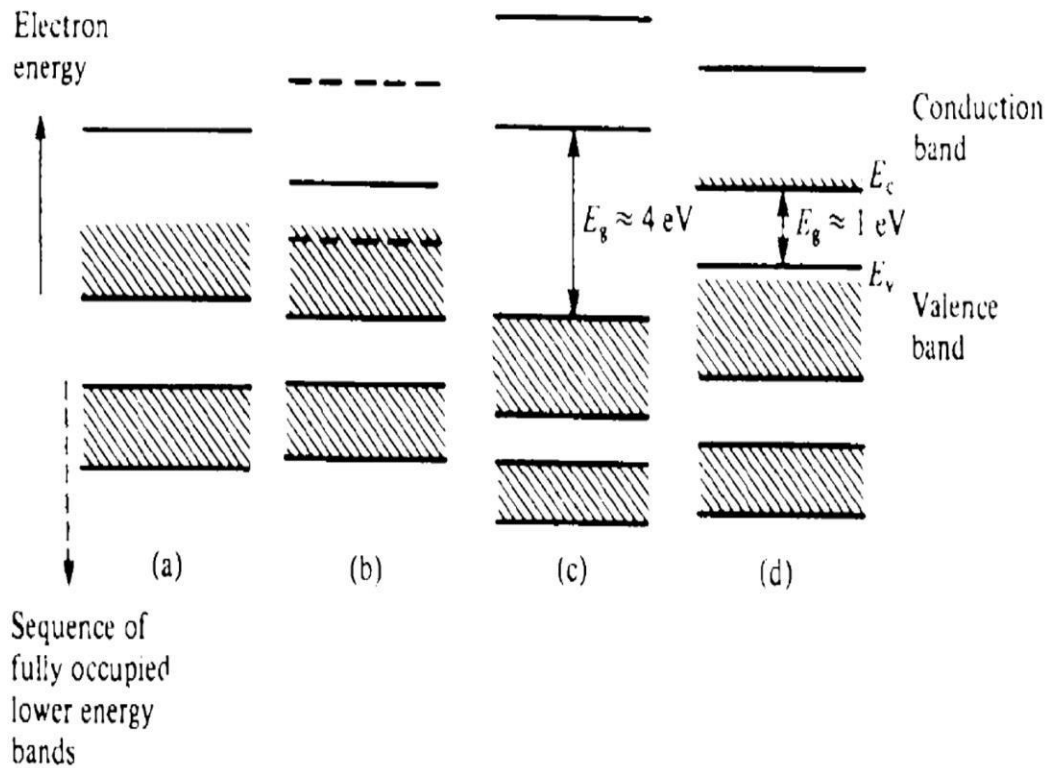 Electron
energy
Conduction
band
E_c
E_g ≈ 4 eV
E_g ≈ 1 eV
E_v
Valence
band
(a)
(b)
(c)
(d)
Sequence of
fully occupied
lower energy
bands